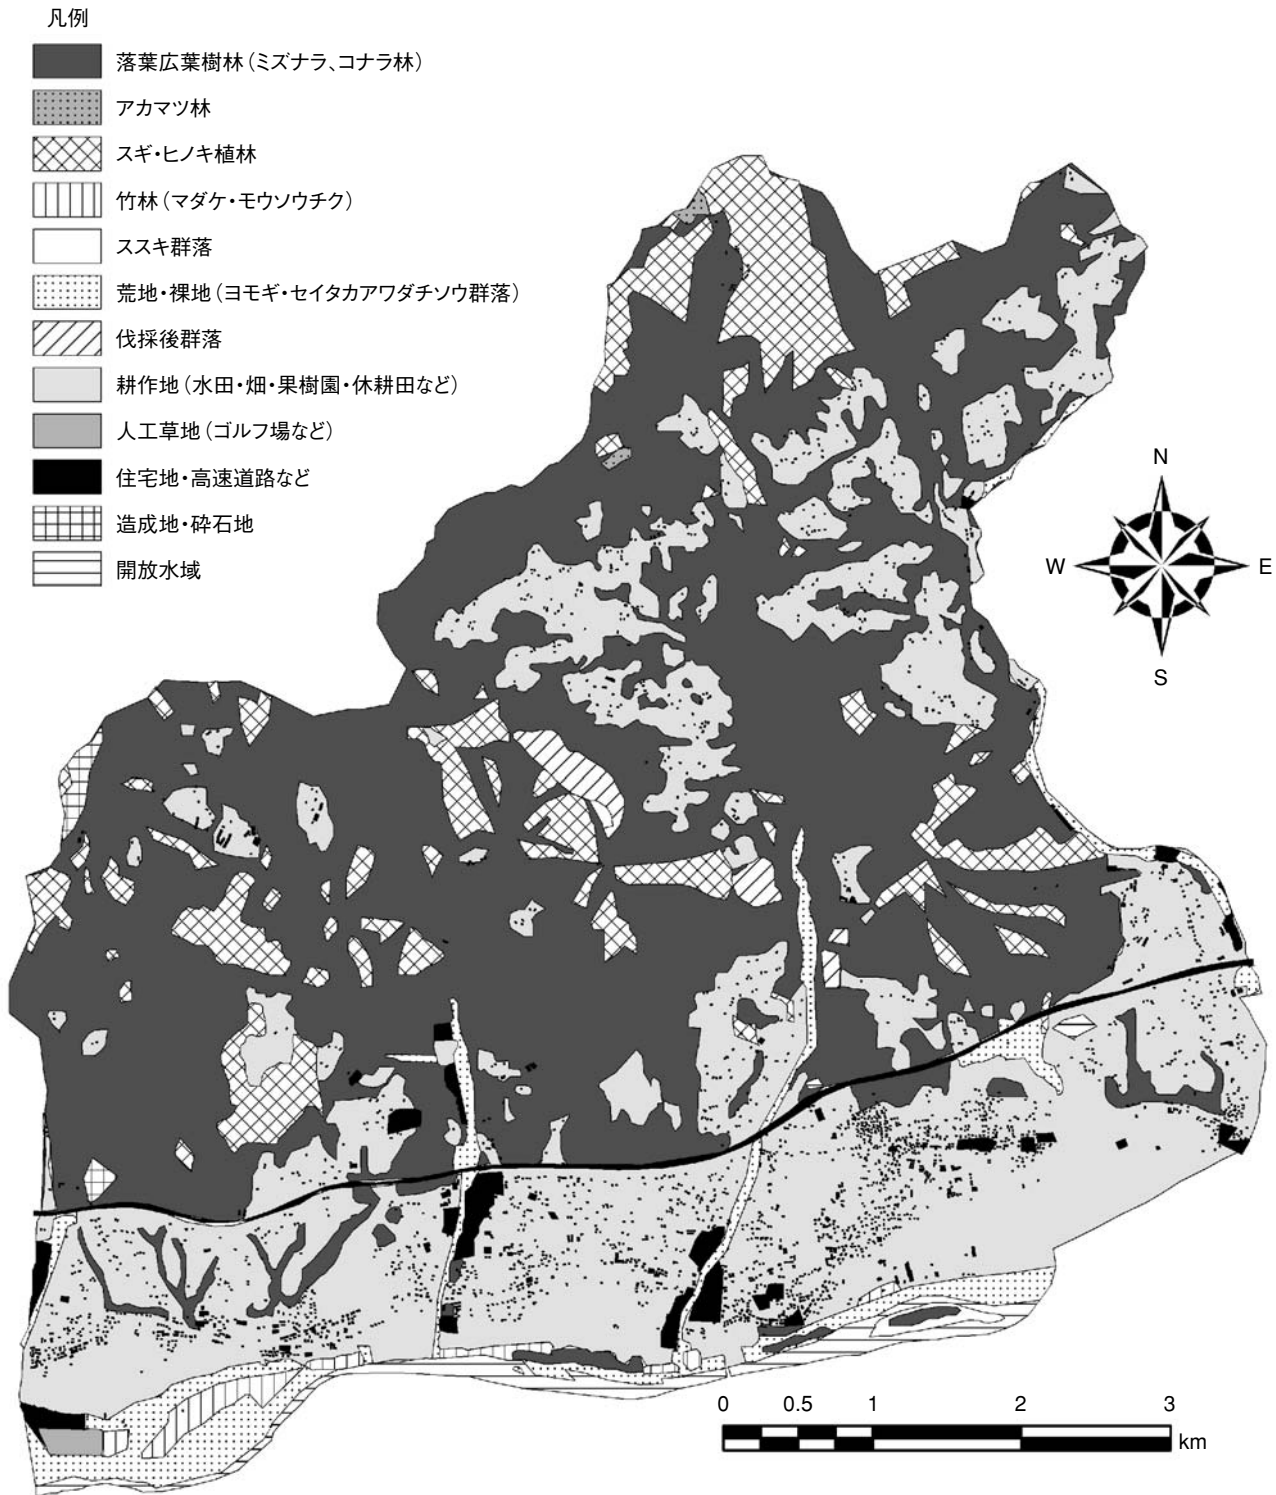 凡例
落葉広葉樹林（ミズナラ、コナラ林）
アカマツ林
スギ・ヒノキ植林
竹林（マダケ・モウソウチク）
ススキ群落
荒地・裸地（ヨモギ・セイタカアワダチソウ群落）
伐採後群落
耕作地（水田・畑・果樹園・休耕田など）
人工草地（ゴルフ場など）
住宅地・高速道路など
造成地・砕石地
開放水域
N
W E
S
0 0.5 1 2 3
km